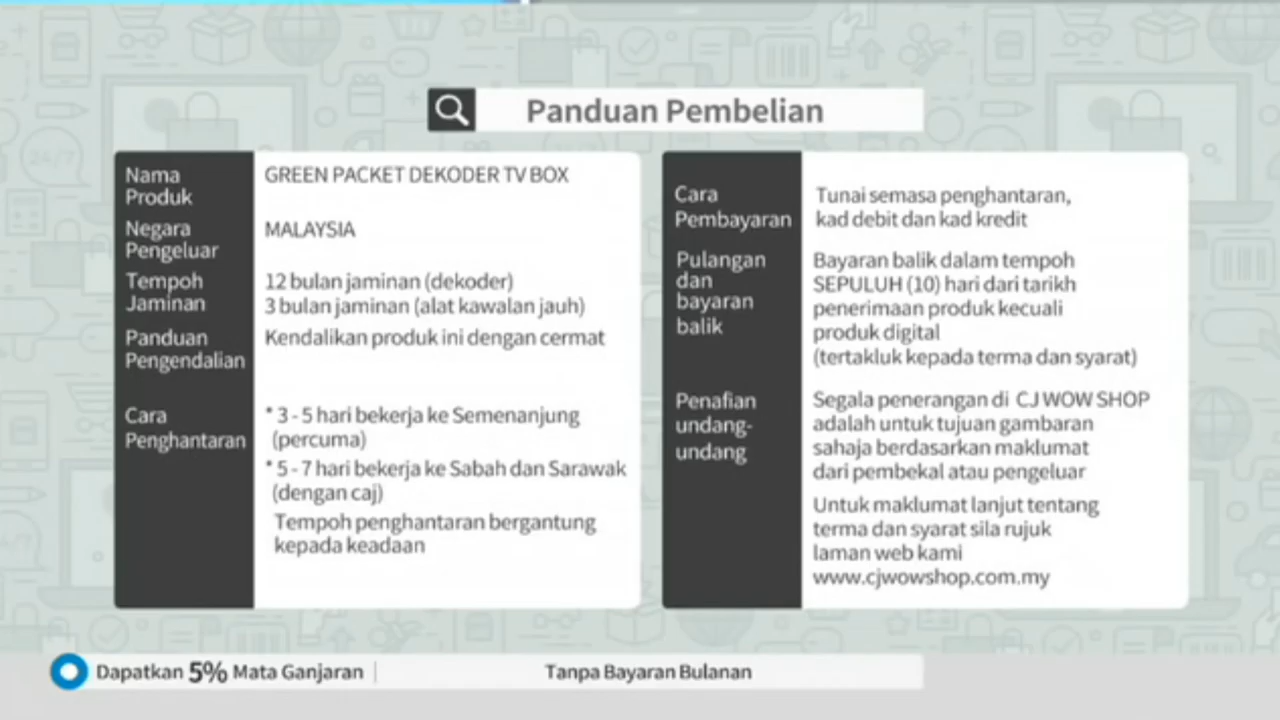 Panduan Pembelian
Nama
Produk
GREEN PACKET DEKODER TV BOX
Negara
Pengeluar
MALAYSIA
Tempoh
Jaminan
12 bulan jaminan (dekoder)
3 bulan jaminan (alat kawalan jauh)
Panduan
Pengendalian
Kendalikan produk ini dengan cermat
Cara
Penghantaran
* 3 - 5 hari bekerja ke Semenanjung
(percuma)
* 5 - 7 hari bekerja ke Sabah dan Sarawak
(dengan caj)
Tempoh penghantaran bergantung
kepada keadaan
Cara
Pembayaran
Tunai semasa penghantaran,
kad debit dan kad kredit
Pulangan
dan
bayaran
balik
Bayaran balik dalam tempoh
SEPULUH (10) hari dari tarikh
penerimaan produk kecuali
produk digital
(tertakluk kepada terma dan syarat)
Penafian
undang-
undang
Segala penerangan di CJ WOW SHOP
adalah untuk tujuan gambaran
sahaja berdasarkan maklumat
dari pembekal atau pengeluar
Untuk maklumat lanjut tentang
terma dan syarat sila rujuk
laman web kami
www.cjwowshop.com.my
Dapatkan 5% Mata Ganjaran
Tanpa Bayaran Bulanan